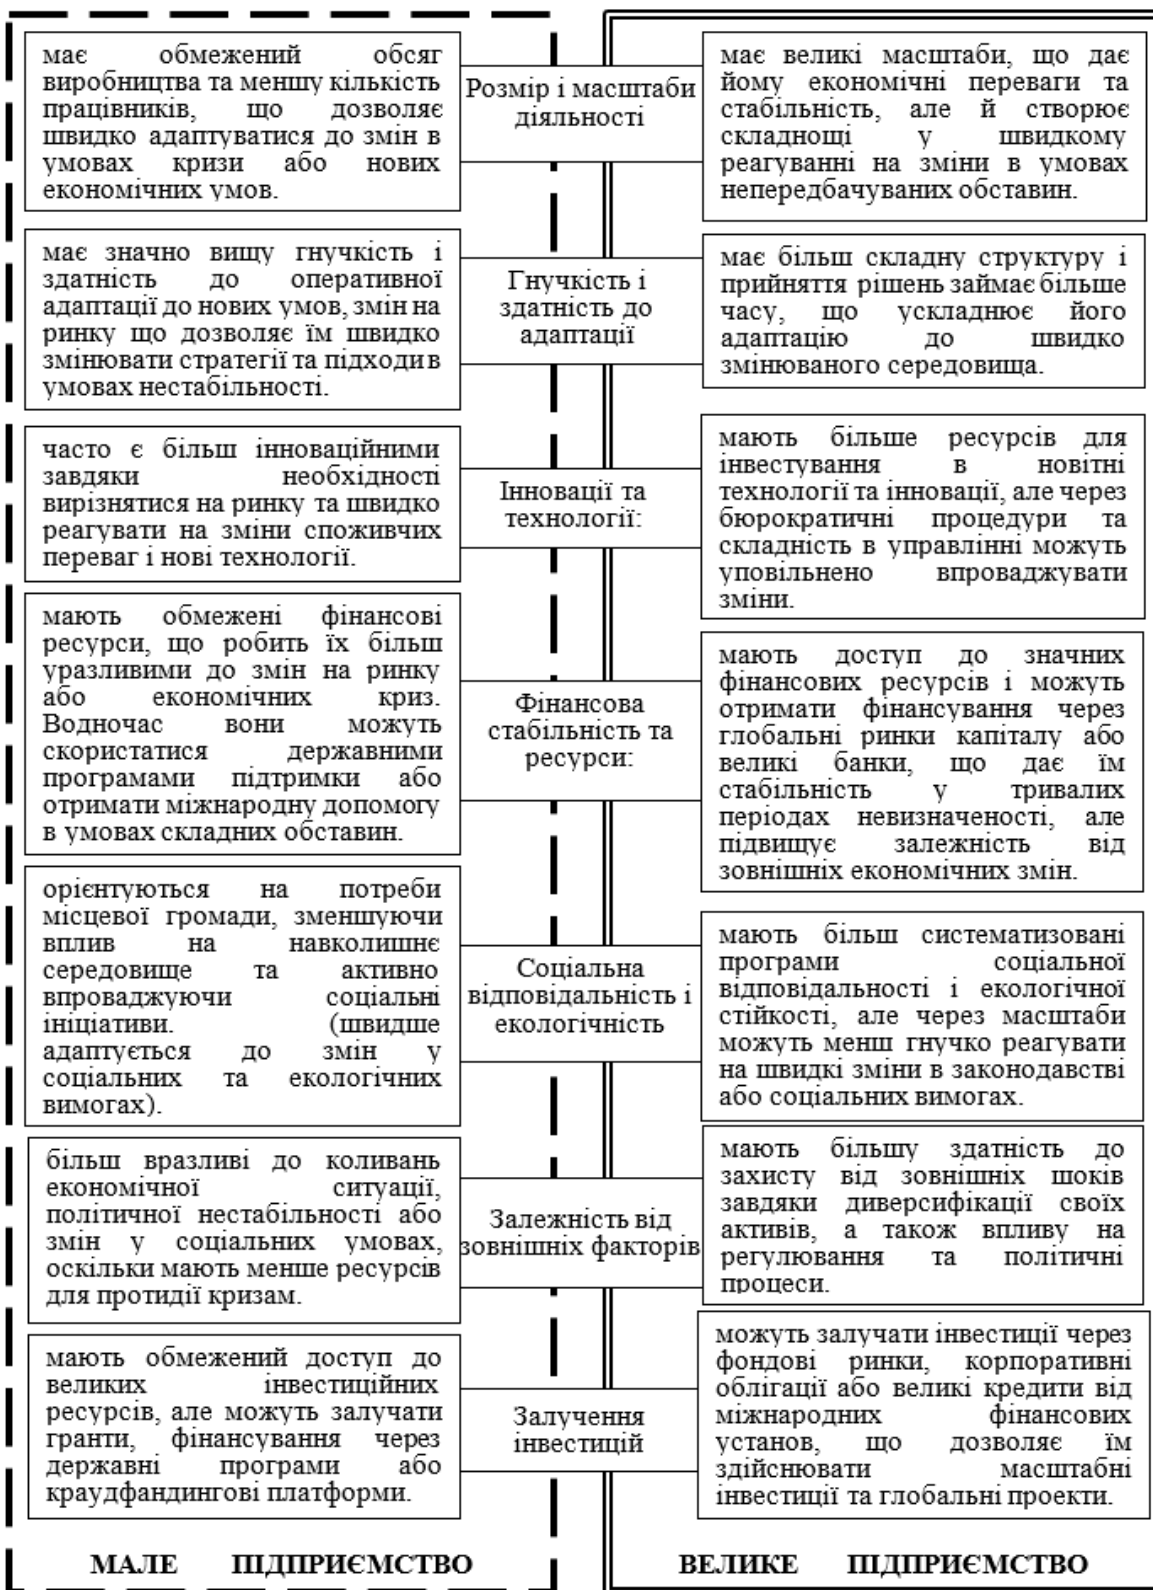 має обмежений обсяг
виробництва та меншу кількість
працівників, що дозволяє
швидко адаптуватися до змін в
умовах кризи або нових
економічних умов.
Розмір і масштаби
діяльності
має великі масштаби, що дає
йому економічні переваги та
стабільність, але й створює
складнощі у швидкому
реагуванні на зміни в умовах
непередбачуваних обставин.
має значно вищу гнучкість і
здатність до оперативної
адаптації до нових умов, змін на
ринку що дозволяє їм швидко
змінювати стратегії та підходи в
умовах нестабільності.
Гнучкість і
здатність до
адаптації
має більш складну структуру і
прийняття рішень займає більше
часу, що ускладнює його
адаптацію до швидко
змінюваного середовища.
часто є більш інноваційними
завдяки необхідності
вирізнятися на ринку та швидко
реагувати на зміни споживчих
переваг і нові технології.
Інновації та
технології:
мають більше ресурсів для
інвестування в новітні
технології та інновації, але через
бюрократичні процедури та
складність в управлінні можуть
уповільнено впроваджувати
зміни.
мають обмежені фінансові
ресурси, що робить їх більш
уразливими до змін на ринку
або економічних криз.
Водночас вони можуть
скористатися державними
програмами підтримки або
отримати міжнародну допомогу
в умовах складних обставин.
Фінансова
стабільність та
ресурси:
мають доступ до значних
фінансових ресурсів і можуть
отримати фінансування через
глобальні ринки капіталу або
великі банки, що дає їм
стабільність у тривалих
періодах невизначеності, але
підвищує залежність від
зовнішніх економічних змін.
орієнтуються на потреби
місцевої громади, зменшуючи
вплив на навколишнє
середовище та активно
впроваджуючи соціальні
ініціативи. (швидше
адаптується до змін у
соціальних та екологічних
вимогах).
Соціальна
відповідальність і
екологічність
мають більш систематизовані
програми соціальної
відповідальності і екологічної
стійкості, але через масштаби
можуть менш гнучко реагувати
на швидкі зміни в законодавстві
або соціальних вимогах.
більш вразливі до коливань
економічної ситуації,
політичної нестабільності або
змін у соціальних умовах,
оскільки мають менше ресурсів
для протидії кризам.
Залежність від
зовнішніх факторів
мають більшу здатність до
захисту від зовнішніх шоків
завдяки диверсифікації своїх
активів, а також впливу на
регулювання та політичні
процеси.
мають обмежений доступ до
великих інвестиційних
ресурсів, але можуть залучати
гранти, фінансування через
державні програми або
краудфандингові платформи.
Залучення
інвестицій
можуть залучати інвестиції через
фондові ринки, корпоративні
облігації або великі кредити від
міжнародних фінансових
установ, що дозволяє їм
здійснювати масштабні
інвестиції та глобальні проекти.
МАЛЕ ПІДПРИЄМСТВО
ВЕЛИКЕ ПІДПРИЄМСТВО